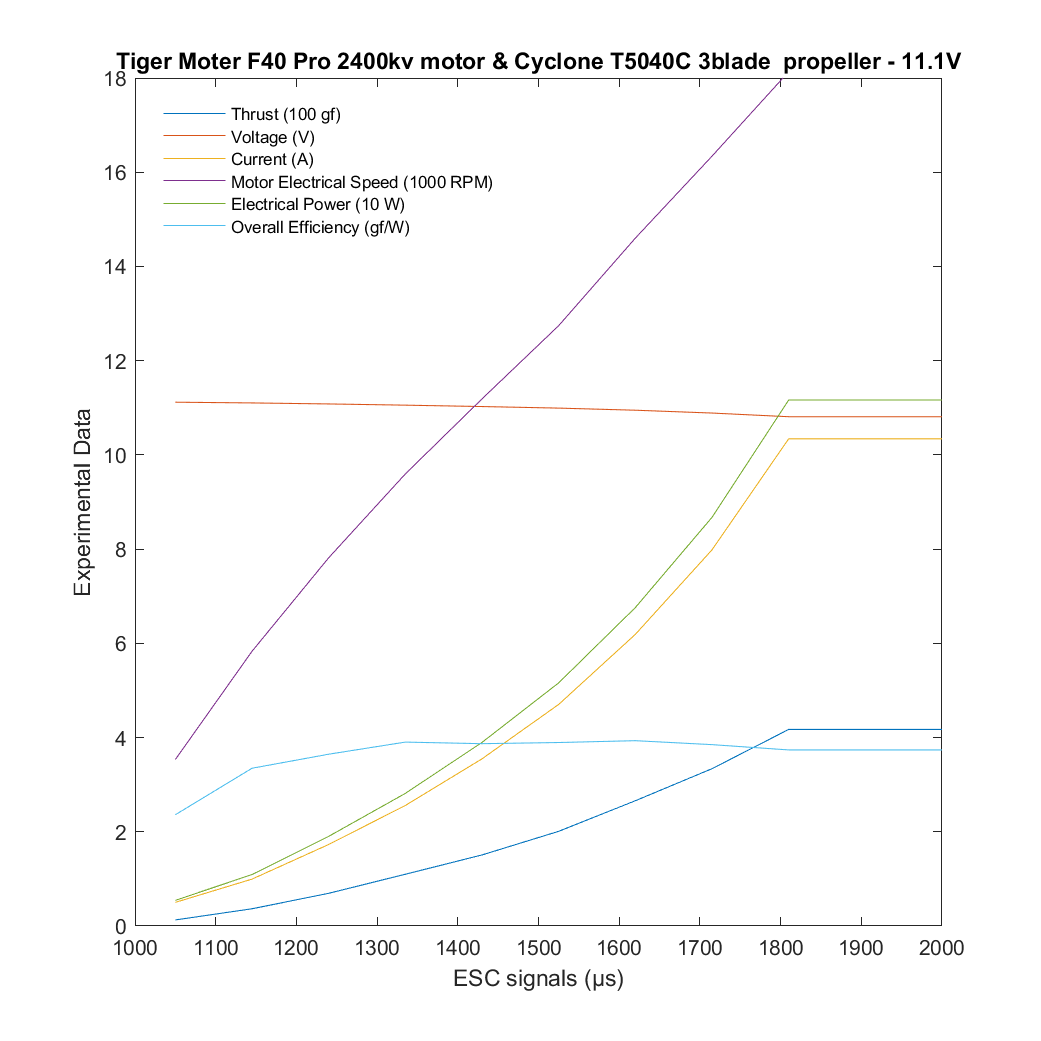 Tiger Moter F40 Pro 2400kv motor & Cyclone T5040C 3blade  propeller - 11.1V
18
Thrust (100 gf)
Voltage (V)
Current (A)
Motor Electrical Speed (1000 RPM)
Electrical Power (10 W)
Overall Efficiency (gf/W)
16
14
12
10
8
6
4
2
0
Experimental Data
1000 1100 1200 1300 1400 1500 1600 1700 1800 1900 2000
ESC signals (µs)